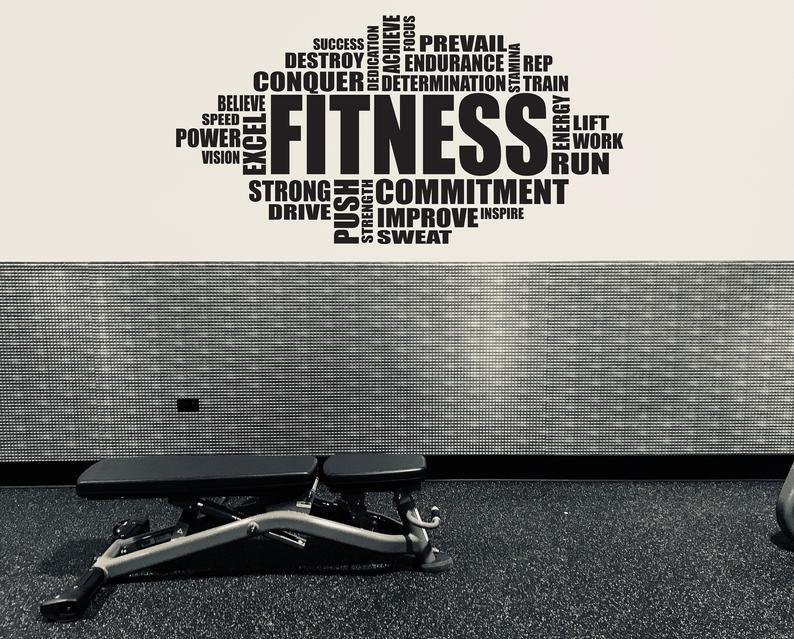 SUCCESS
DEDICATION
ACHIEVE
FOCUS
PREVAIL
DESTROY
ENDURANCE
STAMINA
REP
CONQUER
DETERMINATION
TRAIN
BELIEVE
EXCEL
FITNESS
ENERGY
LIFT
SPEED
POWER
WORK
VISION
RUN
STRONG
PUSH
STRENGTH
COMMITMENT
DRIVE
IMPROVE
INSPIRE
SWEAT